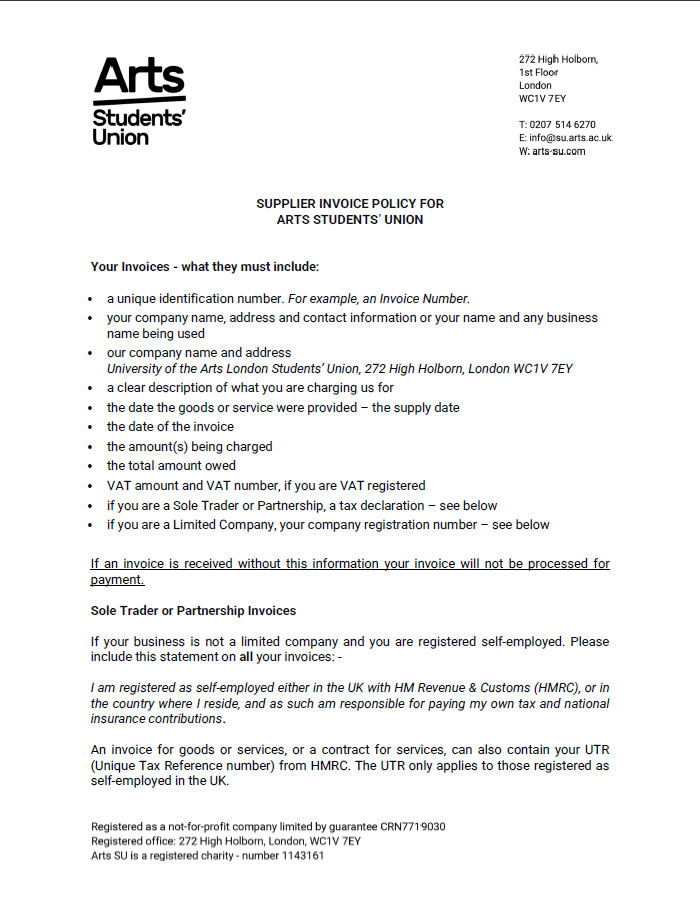 Arts
Students'
Union
272 High Holborn,
1st Floor
London
WC1V 7EY
T: 0207 514 6270
E: info@su.arts.ac.uk
W: arts-su.com
SUPPLIER INVOICE POLICY FOR
ARTS STUDENTS' UNION
Your Invoices - what they must include:
• a unique identification number. For example, an Invoice Number.
• your company name, address and contact information or your name and any business
name being used
• our company name and address
University of the Arts London Students' Union, 272 High Holborn, London WC1V 7EY
• a clear description of what you are charging us for
• the date the goods or service were provided – the supply date
• the date of the invoice
• the amount(s) being charged
• the total amount owed
• VAT amount and VAT number, if you are VAT registered
• if you are a Sole Trader or Partnership, a tax declaration – see below
• if you are a Limited Company, your company registration number – see below
If an invoice is received without this information your invoice will not be processed for
payment.
Sole Trader or Partnership Invoices
If your business is not a limited company and you are registered self-employed. Please
include this statement on all your invoices: -
I am registered as self-employed either in the UK with HM Revenue & Customs (HMRC), or in
the country where I reside, and as such am responsible for paying my own tax and national
insurance contributions.
An invoice for goods or services, or a contract for services, can also contain your UTR
(Unique Tax Reference number) from HMRC. The UTR only applies to those registered as
self-employed in the UK.
Registered as a not-for-profit company limited by guarantee CRN7719030
Registered office: 272 High Holborn, London, WC1V 7EY
Arts SU is a registered charity - number 1143161